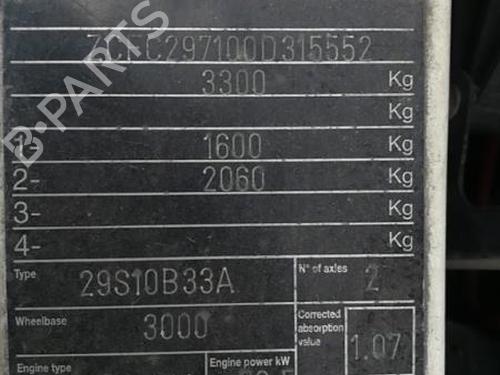 ZCFC297100D315552
3300 Kg
Kg
1- 1600 Kg
2- 2060 Kg
3- Kg
4- Kg
Type 29S10B33A N° of axles 2
Wheelbase 3000 Corrected absorption value 1.07
Engine type Engine power kW
B-PARTS